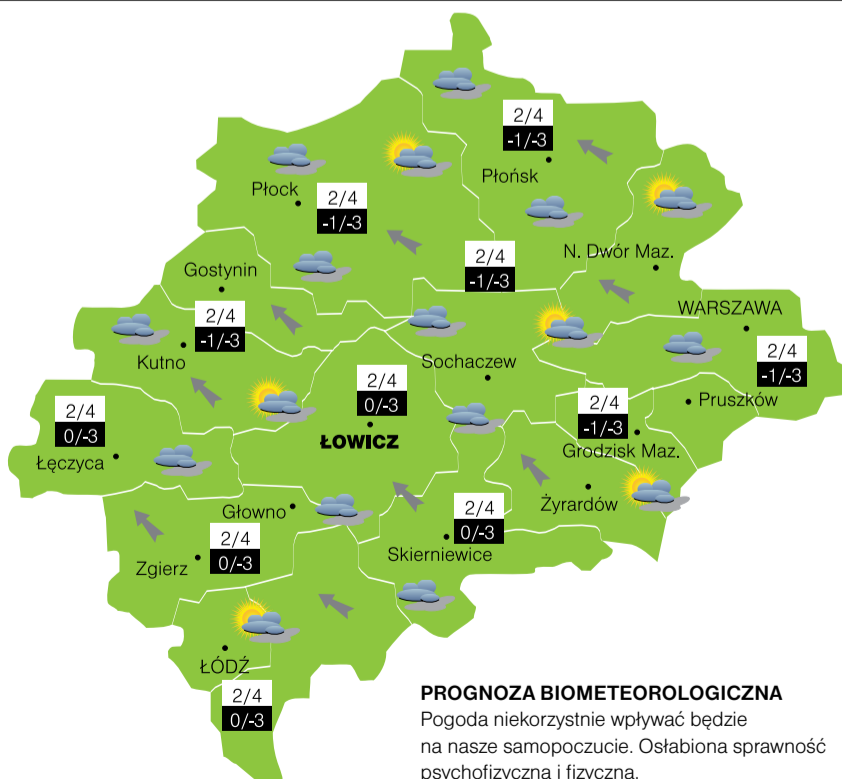 2/4
-1/-3
Płońsk
Płock
2/4
-1/-3
N. Dwór Maz.
2/4
-1/-3
Gostynin
2/4
-1/-3
Kutno
WARSZAWA
2/4
-1/-3
Sochaczew
2/4
0/-3
ŁOWICZ
2/4
-1/-3
Grodzisk Maz.
Pruszków
2/4
0/-3
Łęczyca
Żyrardów
Głowno
2/4
0/-3
Skierniewice
2/4
0/-3
Zgierz
ŁÓDŹ
2/4
0/-3
PROGNOZA BIOMETEOROLOGICZNA
Pogoda niekorzystnie wpływać będzie
na nasze samopoczucie. Osłabiona sprawność
psychofizyczna i fizyczna.